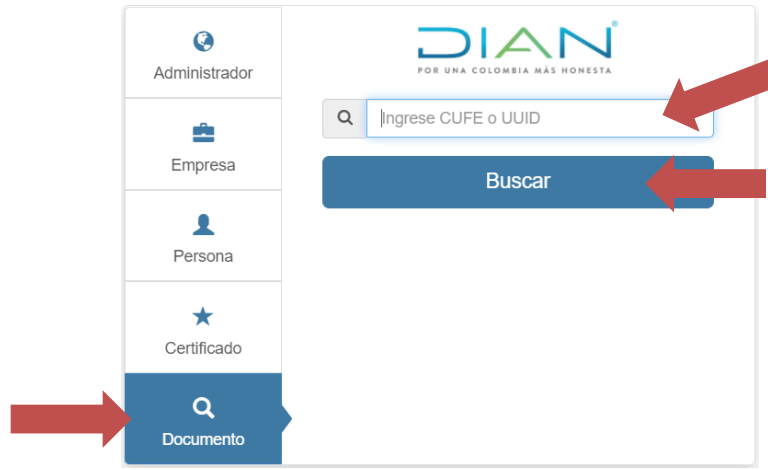 Administrador
Empresa
Persona
Certificado
Documento
DIAN®
POR UNA COLOMBIA MÁS HONESTA
Ingrese CUFE o UUID
Buscar